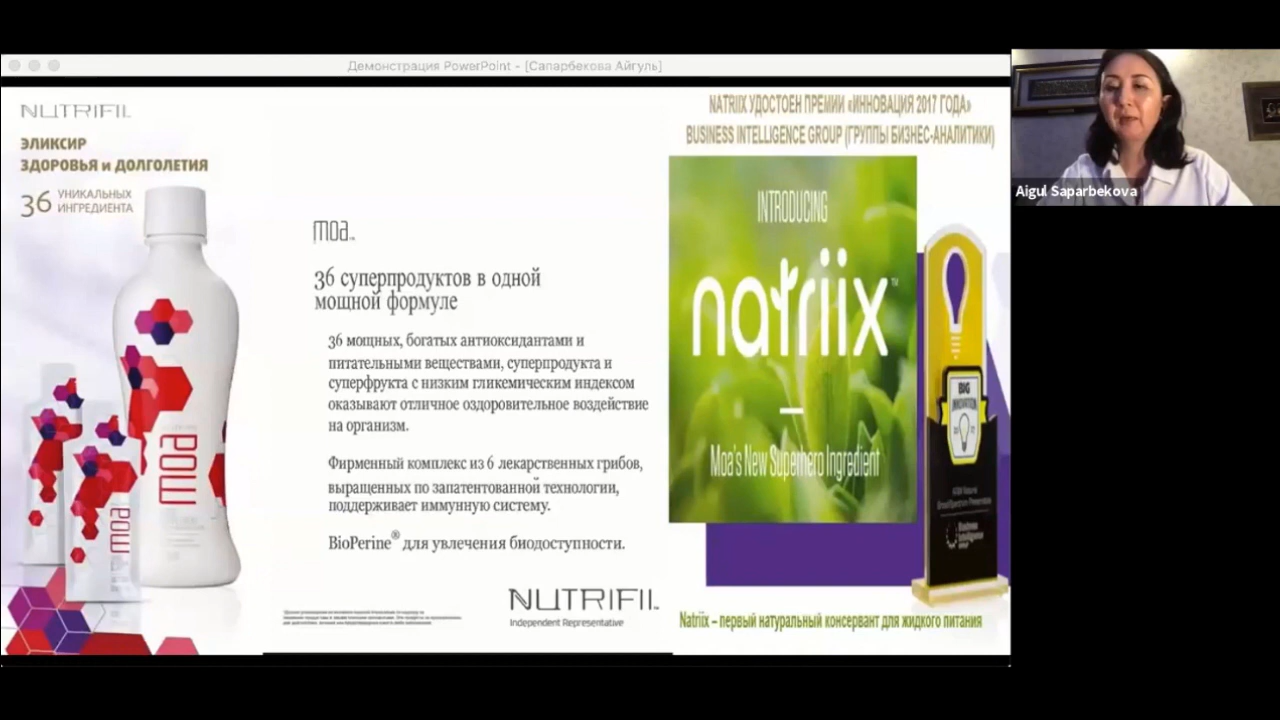 Демонстрация PowerPoint - [Сапарбекова Айгуль]
NUTRIFII.
ЭЛИКСИР
ЗДОРОВЬЯ и ДОЛГОЛЕТИЯ
36 УНИКАЛЬНЫХ
ИНГРЕДИЕНТА
moa
moa
moa™
36 суперпродуктов в одной
мощной формуле
36 мощных, богатых антиоксидантами и
питательными веществами, суперпродукта и
суперфрукта с низким гликемическим индексом
оказывают отличное оздоровительное воздействие
на организм.
Фирменный комплекс из 6 лекарственных грибов,
выращенных по запатентованной технологии,
поддерживает иммунную систему.
BioPerine® для увлечения биодоступности.
NUTRIFII™
Independent Representative
NATRIIX УДОСТОЕН ПРЕМИИ «ИННОВАЦИЯ 2017 ГОДА»
BUSINESS INTELLIGENCE GROUP (ГРУППЫ БИЗНЕС-АНАЛИТИКИ)
INTRODUCING
natriix™
Moa's New Superhero Ingredient
BIG
INNOVATION
Natriix – первый натуральный консервант для жидкого питания
Aigul Saparbekova